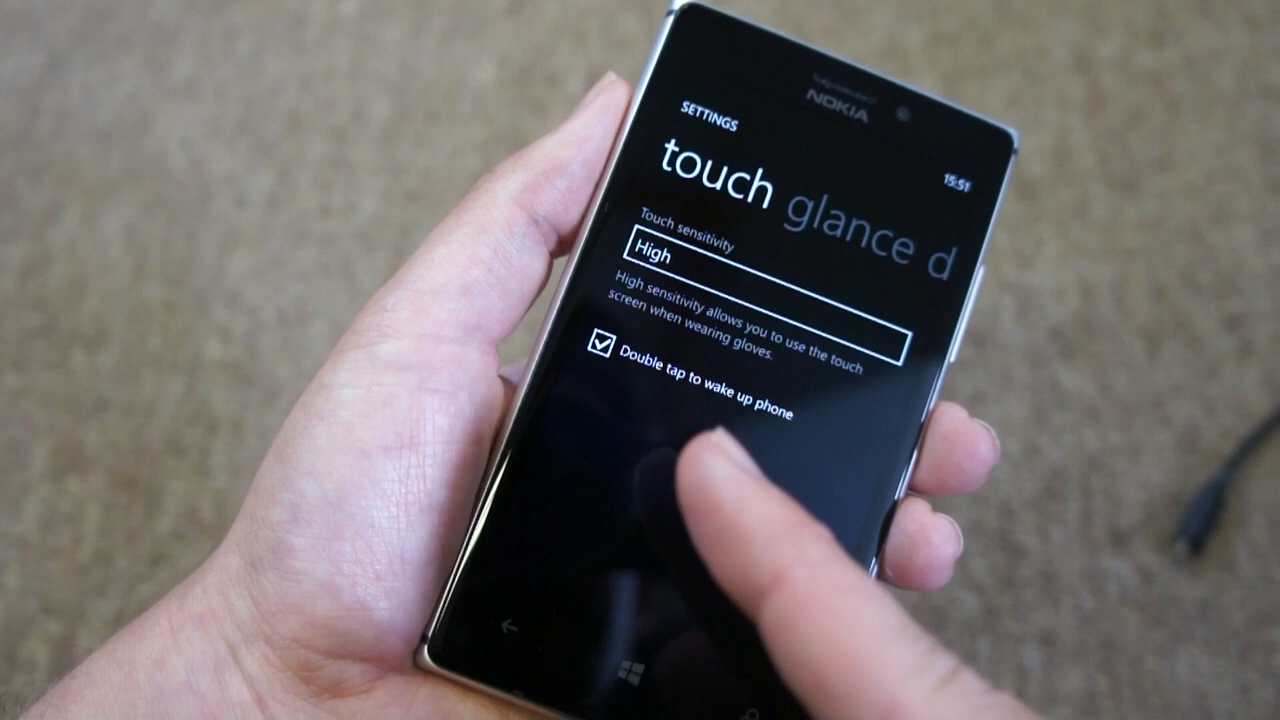 NOKIA
SETTINGS
15:51
touch glance d
Touch sensitivity
High
High sensitivity allows you to use the touch
screen when wearing gloves.
Double tap to wake up phone